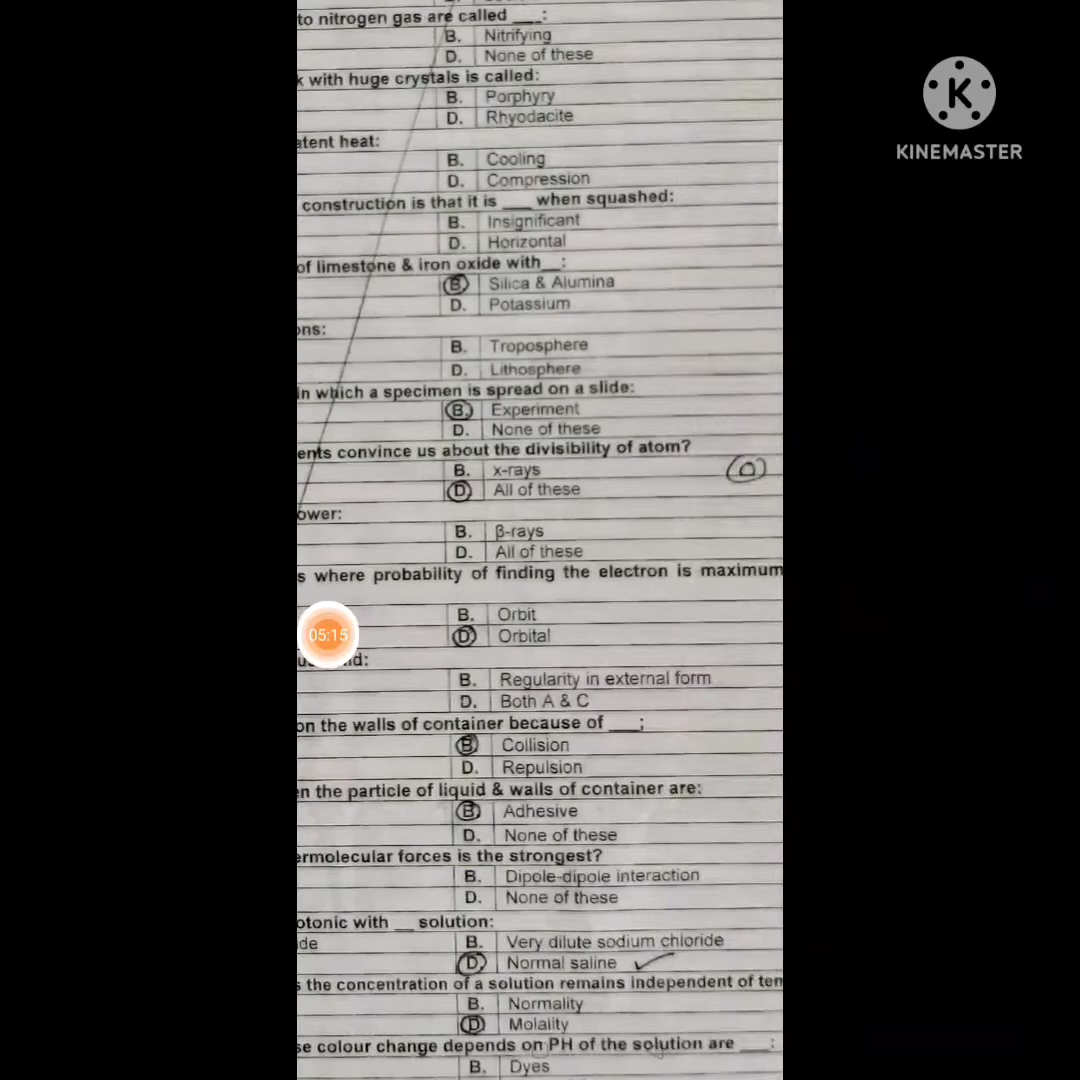 to nitrogen gas are called ___:
B. Nitrifying
D. None of these
k with huge crystals is called:
B. Porphyry
D. Rhyodacite
atent heat:
B. Cooling
D. Compression
construction is that it is ___ when squashed:
B. Insignificant
D. Horizontal
of limestone & iron oxide with__:
B. Silica & Alumina
D. Potassium
ons:
B. Troposphere
D. Lithosphere
in which a specimen is spread on a slide:
B. Experiment
D. None of these
ents convince us about the divisibility of atom?
B. x-rays
D. All of these
ower:
B. β-rays
D. All of these
s where probability of finding the electron is maximum
B. Orbit
D. Orbital
05:15
d:
B. Regularity in external form
D. Both A & C
on the walls of container because of ___;
B. Collision
D. Repulsion
en the particle of liquid & walls of container are:
B. Adhesive
D. None of these
ermolecular forces is the strongest?
B. Dipole-dipole interaction
D. None of these
otonic with __ solution:
ide B. Very dilute sodium chloride
D. Normal saline
s the concentration of a solution remains independent of ten
B. Normality
D. Molality
se colour change depends on PH of the solution are ___:
B. Dyes
K
KINEMASTER